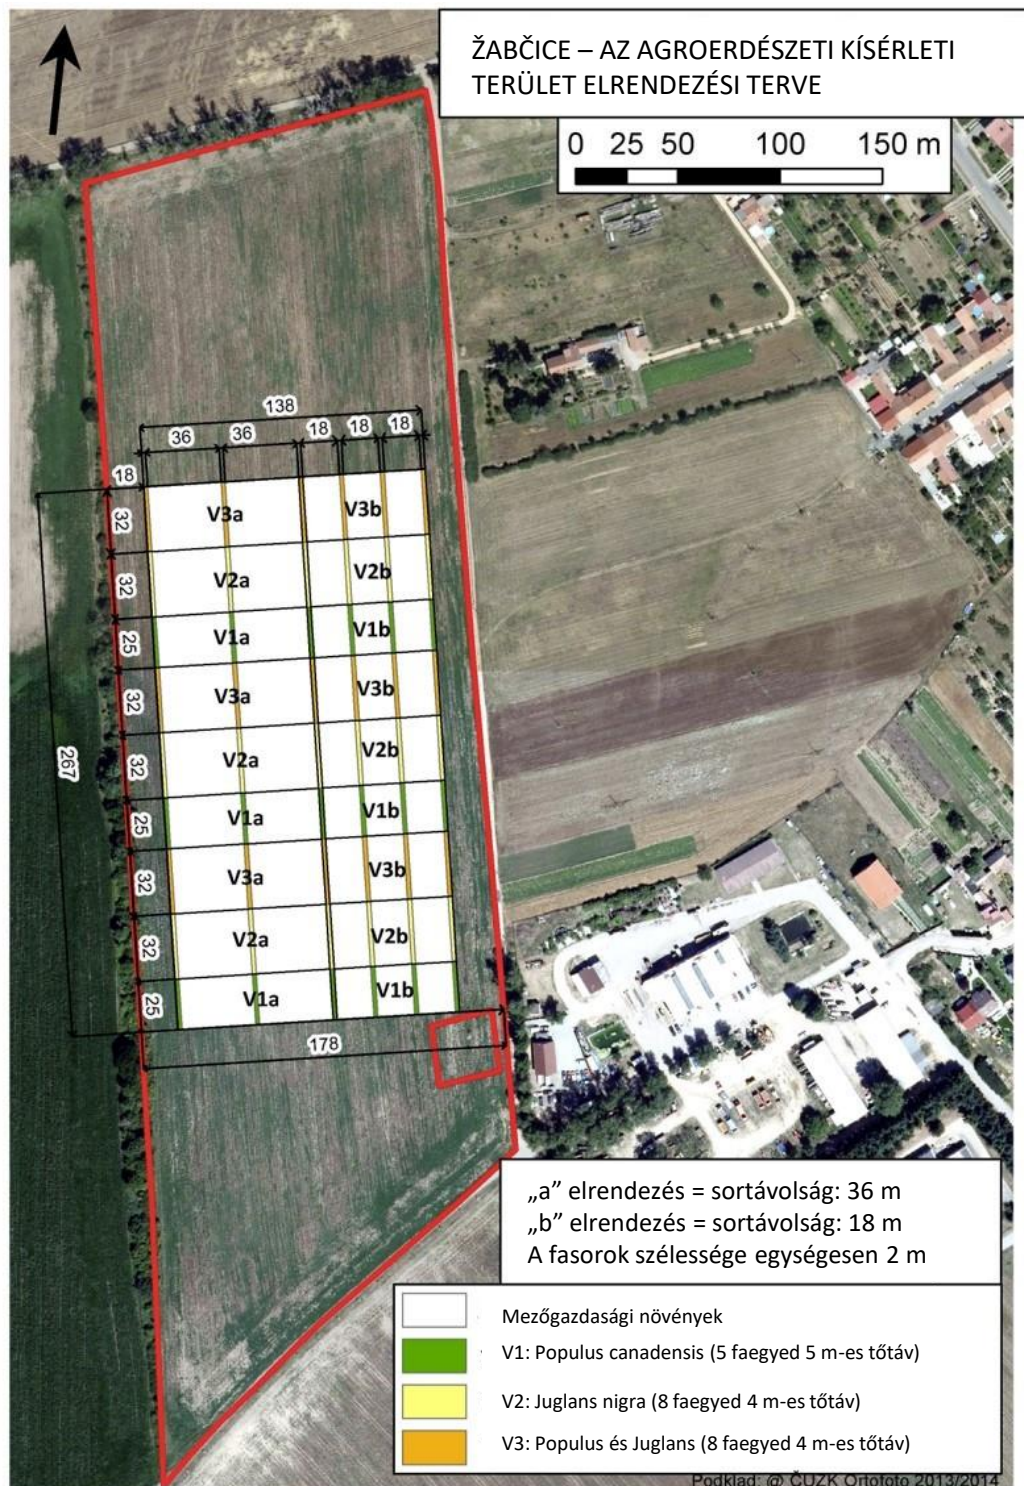 ŽABČICE – AZ AGROERDÉSZETI KÍSÉRLETI
TERÜLET ELRENDEZÉSI TERVE
0 25 50 100 150 m
138
36 36 18 18 18
18
32
32
25
32
32
25
32
32
25
267
V3a V3b
V2a V2b
V1a V1b
V3a V3b
V2a V2b
V1a V1b
V3a V3b
V2a V2b
V1a V1b
178
„a” elrendezés = sortávolság: 36 m
„b” elrendezés = sortávolság: 18 m
A fasorok szélessége egységesen 2 m
Mezőgazdasági növények
V1: Populus canadensis (5 faegyed 5 m-es tőtáv)
V2: Juglans nigra (8 faegyed 4 m-es tőtáv)
V3: Populus és Juglans (8 faegyed 4 m-es tőtáv)
Podklad: @ ČUZK Ortofoto 2013/2014